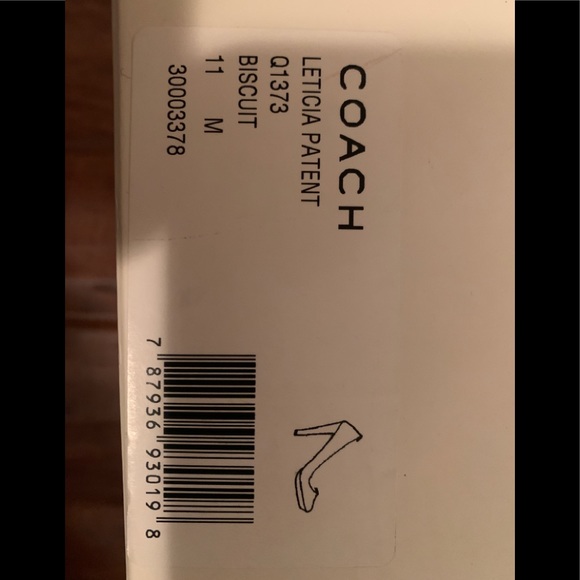 COACH
LETICIA PATENT
Q1373
BISCUIT
11 M
30003378
7 87936 93019 8